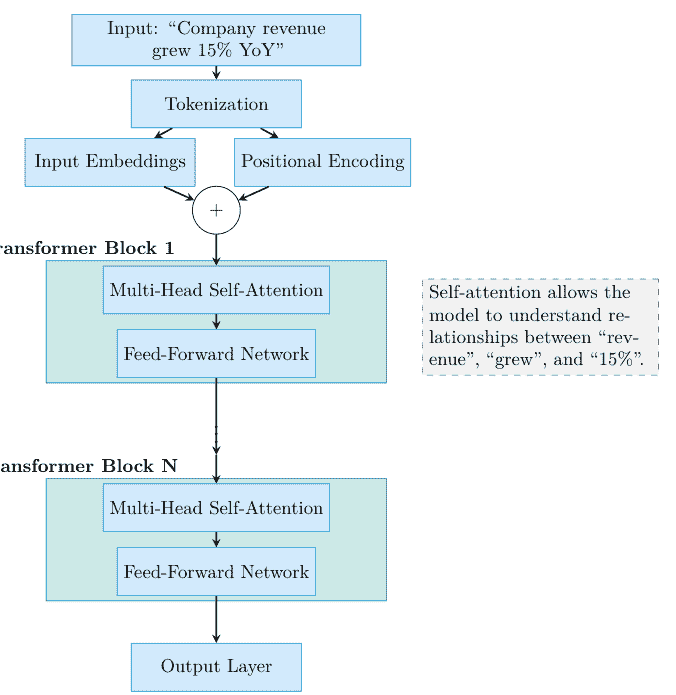 Input: “Company revenue
grew 15% YoY”
Tokenization
Input Embeddings
Positional Encoding
+
ransformer Block 1
Multi-Head Self-Attention
Feed-Forward Network
Self-attention allows the
model to understand re-
lationships between “rev-
enue”, “grew”, and “15%”.
ansformer Block N
Multi-Head Self-Attention
Feed-Forward Network
Output Layer